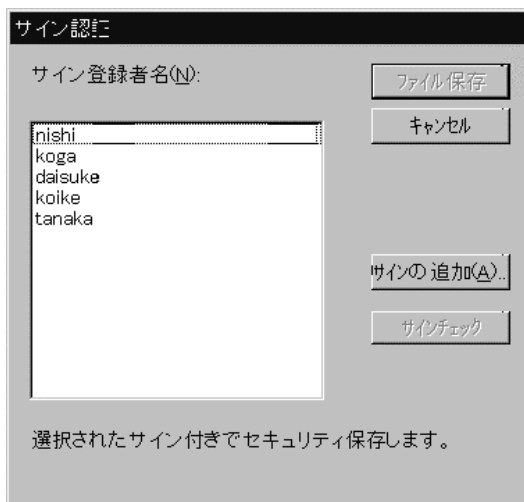 サイン認証
サイン登録者名(N):
ファイル保存
キャンセル
nishi
koga
daisuke
koike
tanaka
サインの追加(A)..
サインチェック
選択されたサイン付きでセキュリティ保存します。